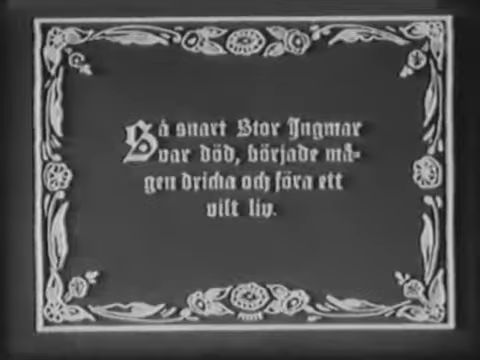 Så snart Stor Ingmar
var död, började må-
gen dricka och föra ett
vilt liv.